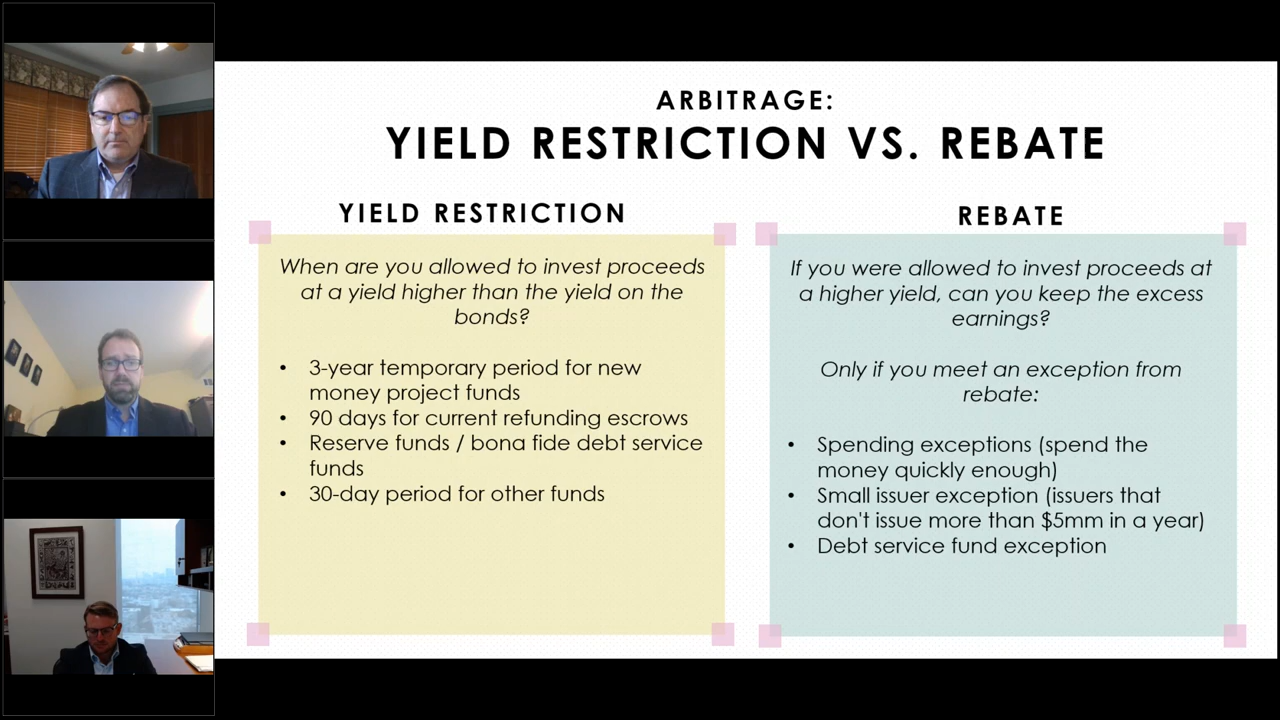 ARBITRAGE:
YIELD RESTRICTION VS. REBATE
YIELD RESTRICTION
When are you allowed to invest proceeds
at a yield higher than the yield on the
bonds?
• 3-year temporary period for new
money project funds
• 90 days for current refunding escrows
• Reserve funds / bona fide debt service
funds
• 30-day period for other funds
REBATE
If you were allowed to invest proceeds at
a higher yield, can you keep the excess
earnings?
Only if you meet an exception from
rebate:
• Spending exceptions (spend the
money quickly enough)
• Small issuer exception (issuers that
don't issue more than $5mm in a year)
• Debt service fund exception